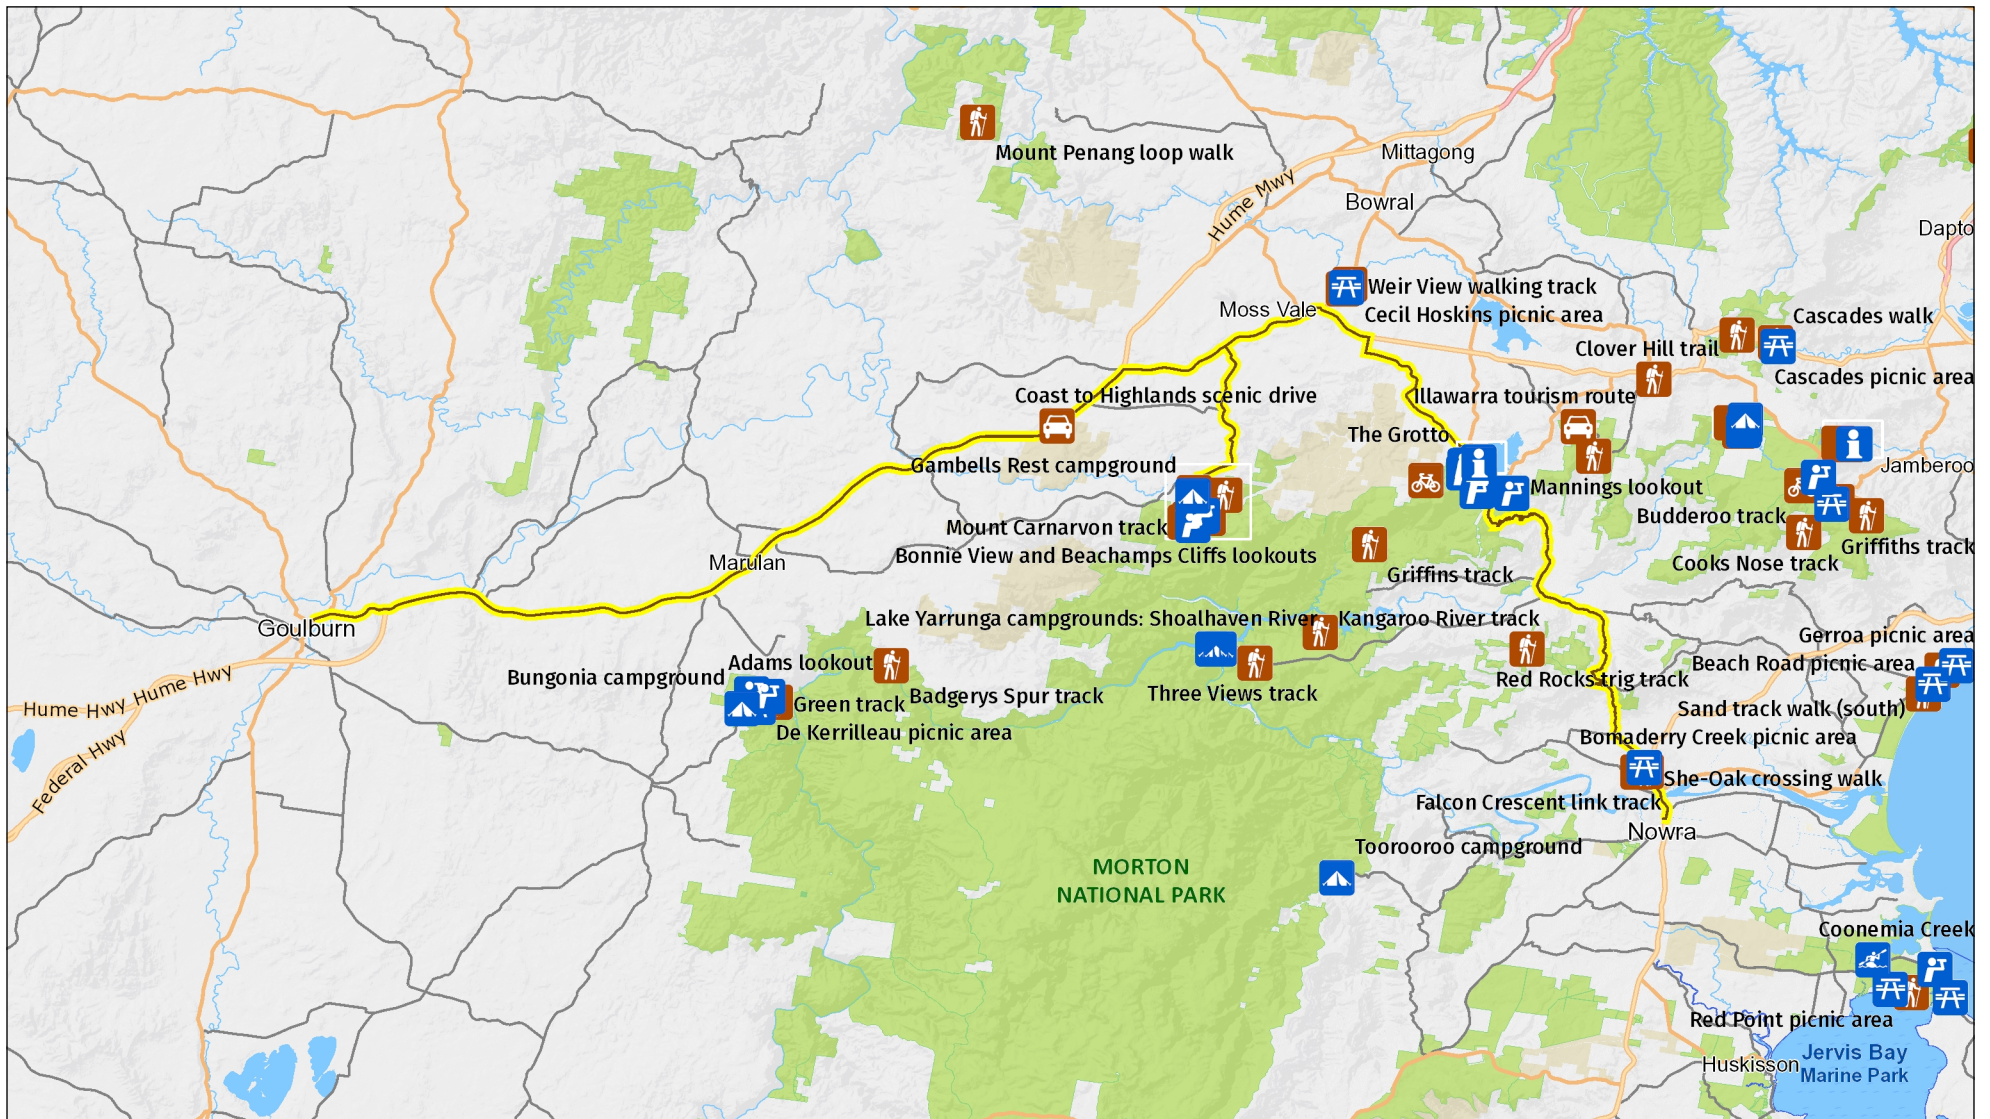 Mount Penang loop walk
Mittagong
Hume Mwy
Bowral
Dapto
Weir View walking track
Moss Vale
Cecil Hoskins picnic area
Cascades walk
Clover Hill trail
Cascades picnic area
Coast to Highlands scenic drive
Illawarra tourism route
The Grotto
Gambells Rest campground
Jamberoo
Mannings lookout
Mount Carnarvon track
Budderoo track
Bonnie View and Beachamps Cliffs lookouts
Griffiths track
Marulan
Cooks Nose track
Griffins track
Goulburn
Lake Yarrunga campgrounds: Shoalhaven River
Kangaroo River track
Gerroa picnic area
Adams lookout
Beach Road picnic area
Bungonia campground
Red Rocks trig track
Hume Hwy Hume Hwy
Badgerys Spur track
Three Views track
Green track
Sand track walk (south)
De Kerrilleau picnic area
Bomaderry Creek picnic area
Federal Hwy
She-Oak crossing walk
Falcon Crescent link track
Nowra
Toorooroo campground
MORTON
NATIONAL PARK
Coonemia Creek
Red Point picnic area
Huskisson
Jervis Bay
Marine Park